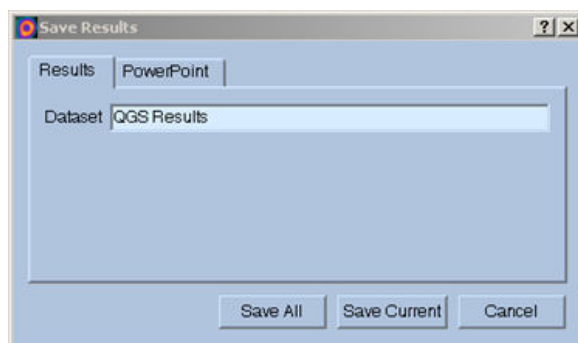 Save Results
Results PowerPoint
Dataset QGS Results
Save All Save Current Cancel